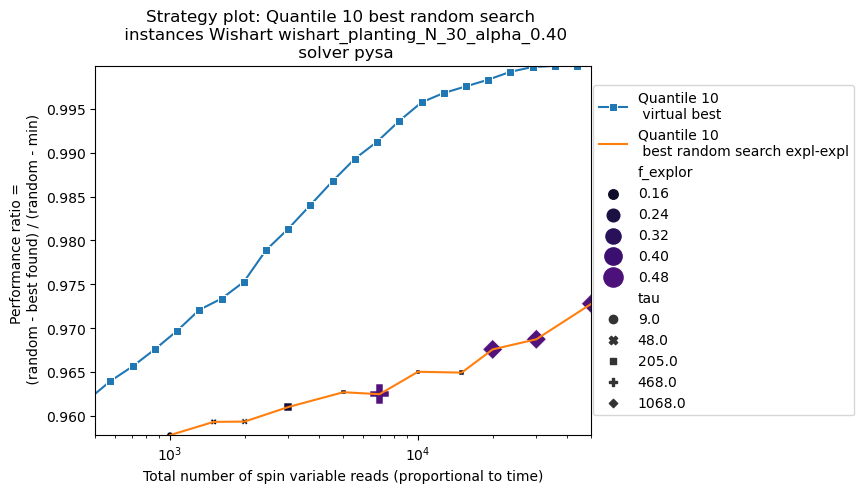 Strategy plot: Quantile 10 best random search
instances Wishart wishart_planting_N_30_alpha_0.40
solver pysa
Performance ratio =
(random - best found) / (random - min)
0.995
0.990
0.985
0.980
0.975
0.970
0.965
0.960
10³
10⁴
Total number of spin variable reads (proportional to time)
Quantile 10
virtual best
Quantile 10
best random search expl-expl
f_explor
0.16
0.24
0.32
0.40
0.48
tau
9.0
48.0
205.0
468.0
1068.0